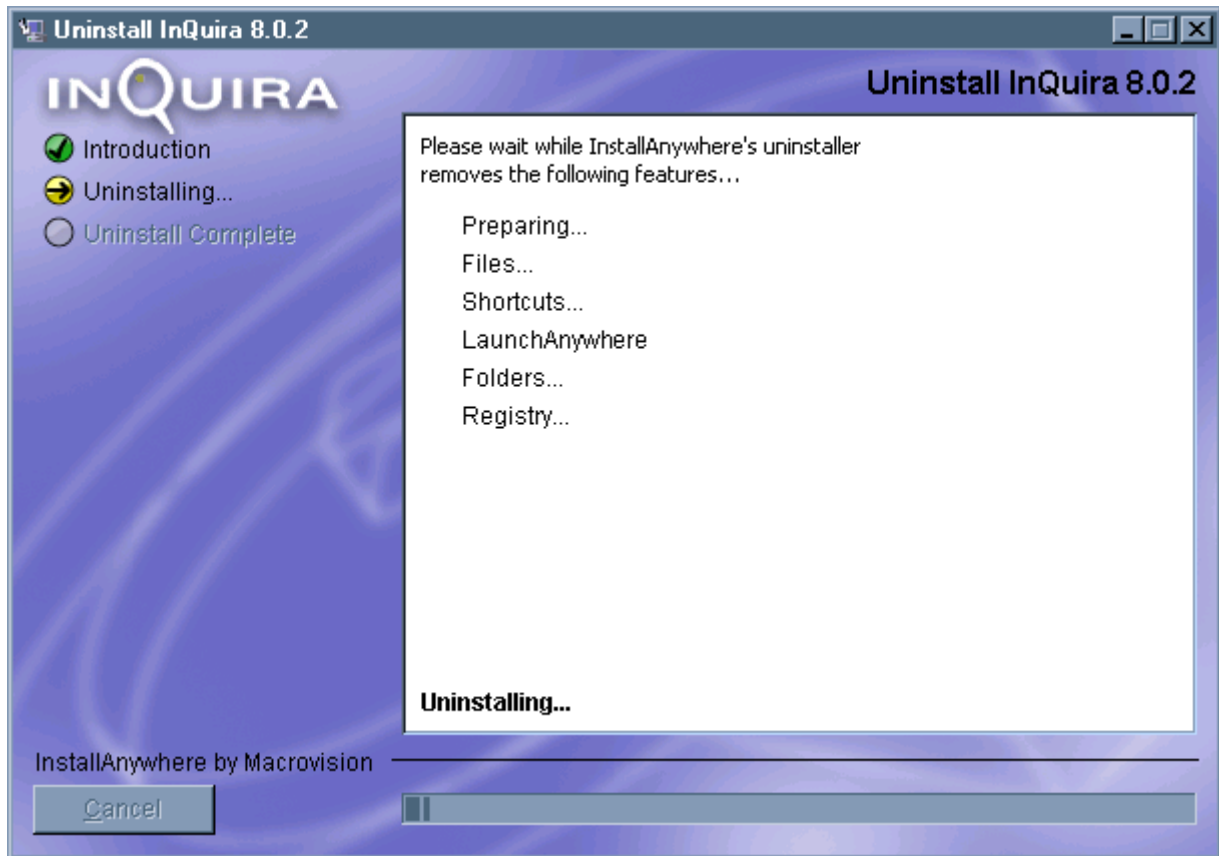 Uninstall InQuira 8.0.2
INQUIRA
Uninstall InQuira 8.0.2
Introduction
Uninstalling...
Uninstall Complete
Please wait while InstallAnywhere's uninstaller
removes the following features...
Preparing...
Files...
Shortcuts...
LaunchAnywhere
Folders...
Registry...
Uninstalling...
InstallAnywhere by Macrovision
Cancel